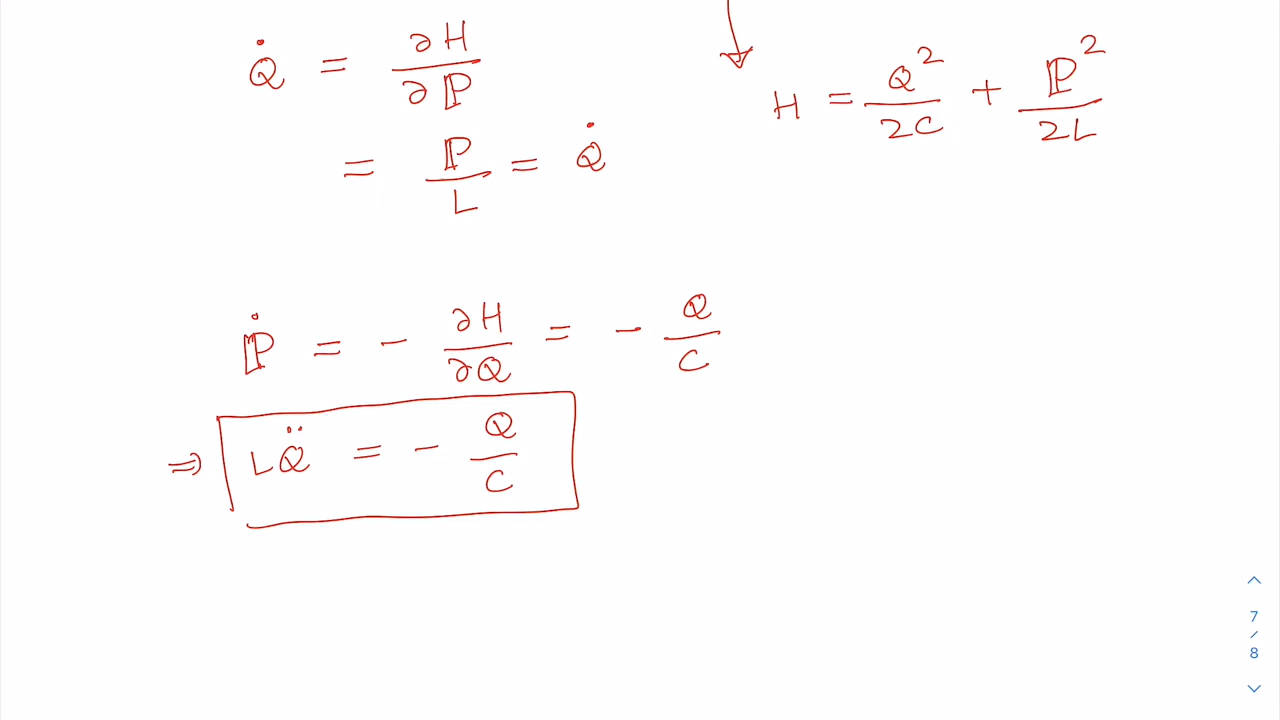 Q̇ = ∂H/∂ℙ
H = Q²/2C + ℙ²/2L
= ℙ/L = Q̇
ℙ̇ = - ∂H/∂Q = - Q/C
⇒ LQ̈ = - Q/C
7
/
8